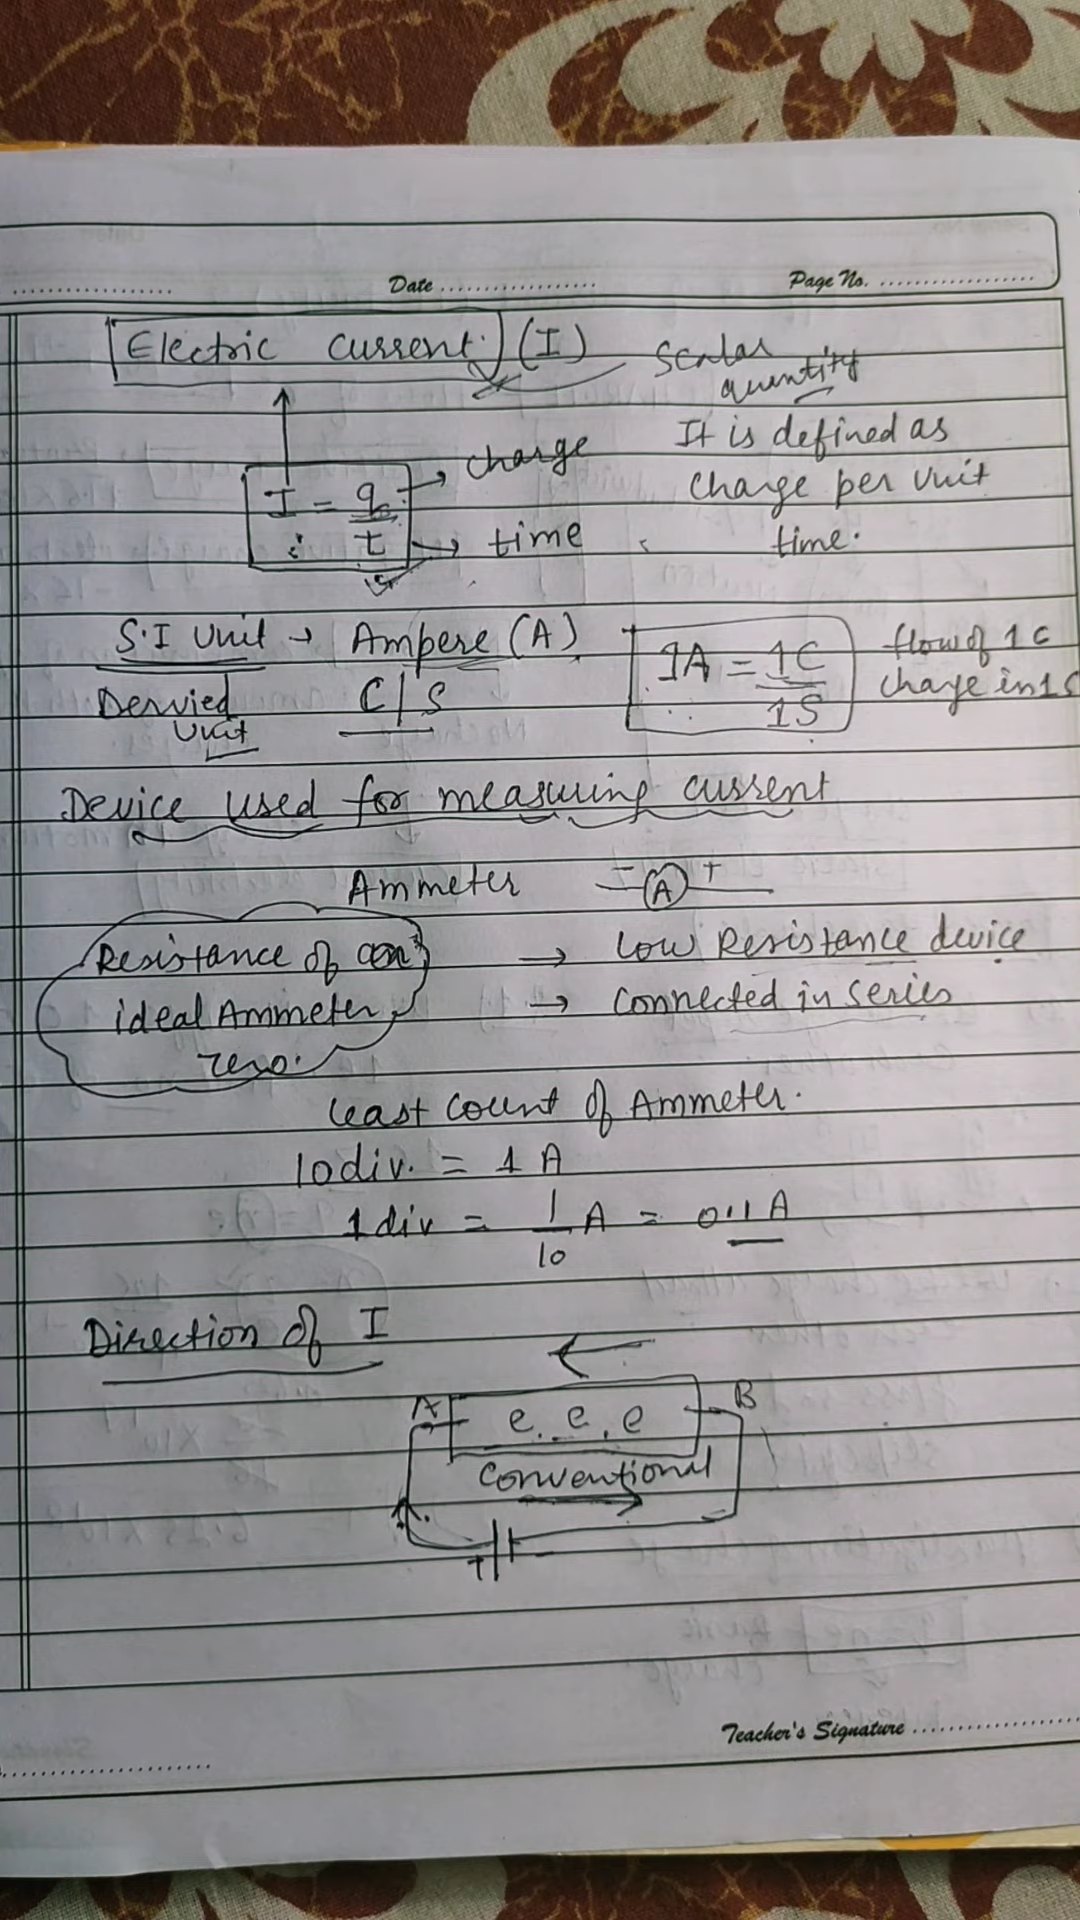 Date ..................
Page No. ..................
Electric Current (I)
Scalar
quantity
It is defined as
Charge per Unit
time.
I = q/t
charge
time
S.I Unit → Ampere (A)
Dervied C/S
Unit
1A = 1C/1S
flow of 1C
charge in 1S
Device used for measuring current
Ammeter - (A) +
Resistance of an
ideal Ammeter
zero.
→ Low Resistance device
→ Connected in series
Least Count of Ammeter.
10 div. = 1 A
1 div = 1/10 A = 0.1 A
Direction of I
←
A e e e B
Conventional
+ -
Teacher's Signature ..................